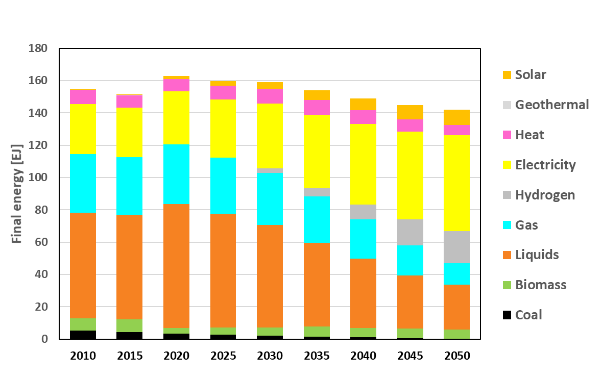 180
160
140
120
100
80
60
40
20
0
Final energy [EJ]
2010 2015 2020 2025 2030 2035 2040 2045 2050
Solar
Geothermal
Heat
Electricity
Hydrogen
Gas
Liquids
Biomass
Coal